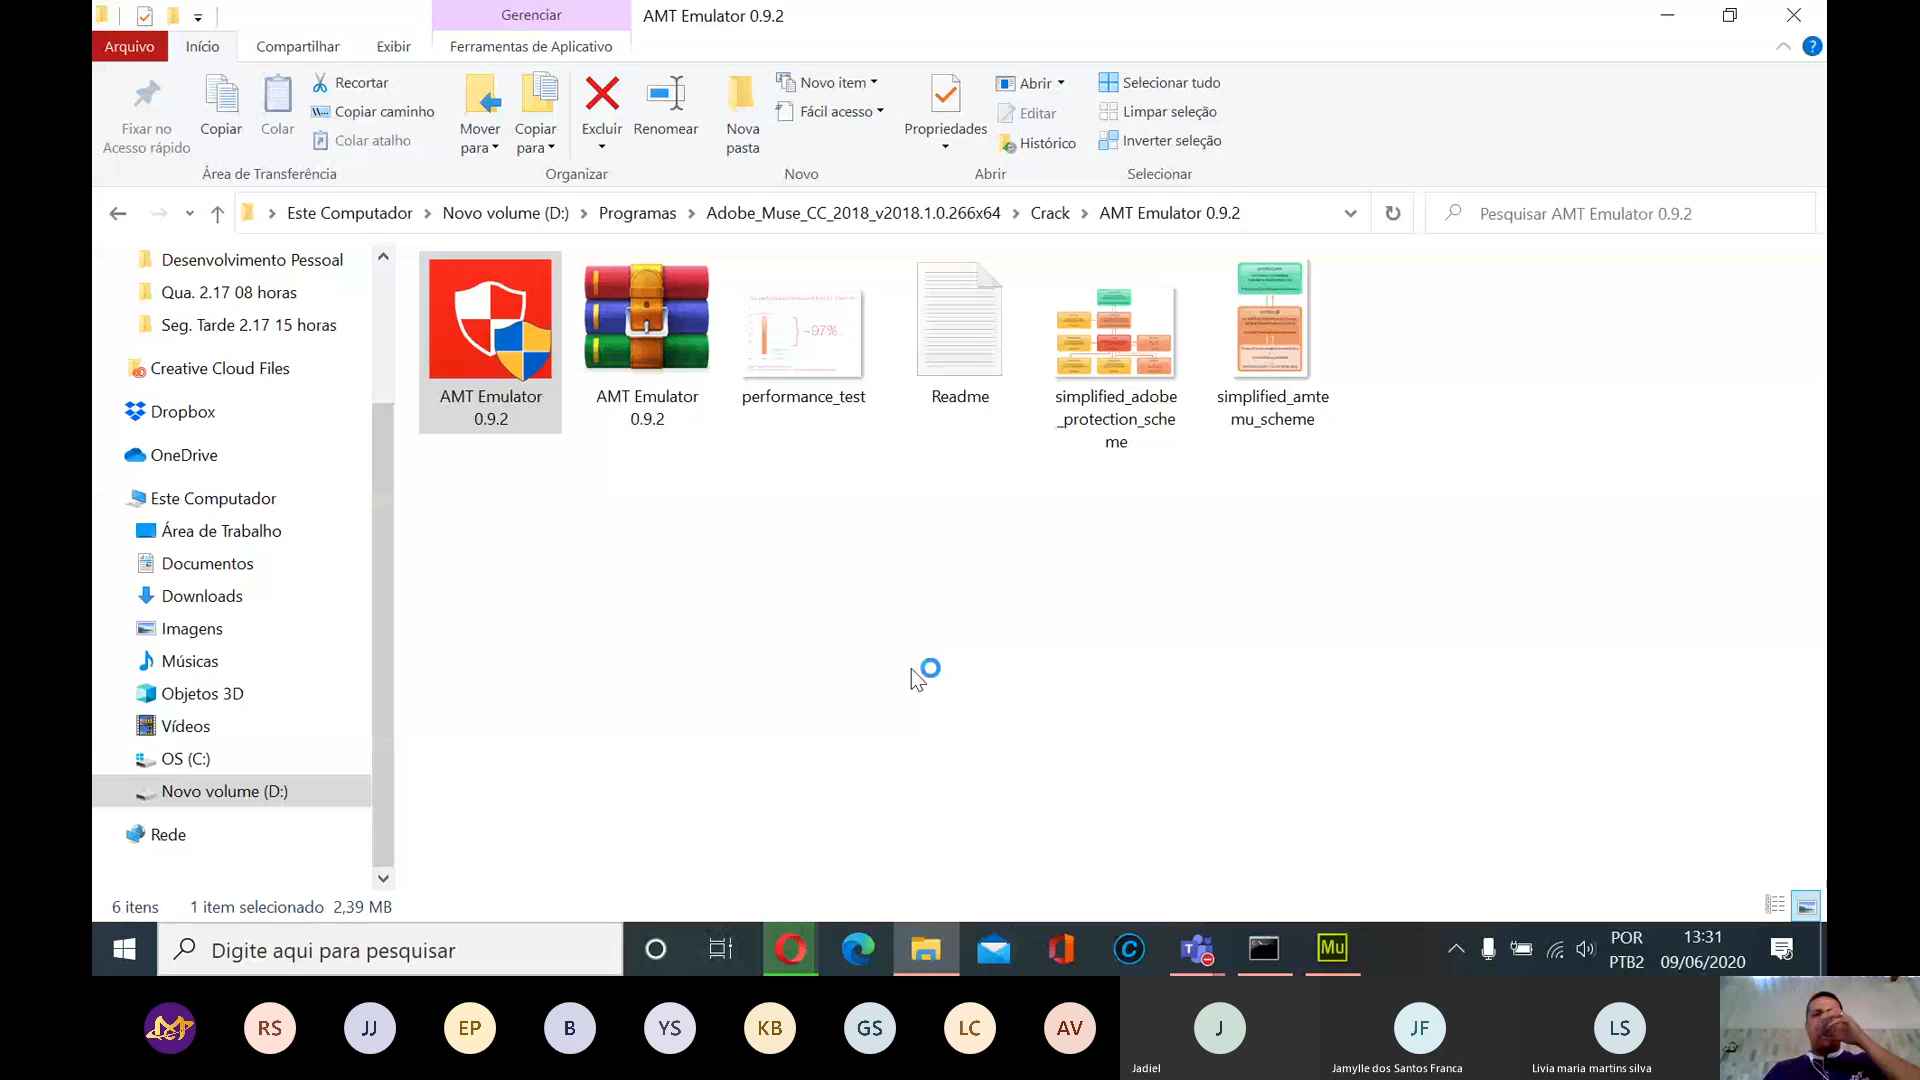 Gerenciar
AMT Emulator 0.9.2
Arquivo
Início
Compartilhar
Exibir
Ferramentas de Aplicativo
Fixar no
Acesso rápido
Copiar
Colar
Recortar
Copiar caminho
Colar atalho
Área de Transferência
Mover
para
Copiar
para
Excluir
Renomear
Organizar
Nova
pasta
Novo item
Fácil acesso
Novo
Propriedades
Abrir
Editar
Histórico
Abrir
Selecionar tudo
Limpar seleção
Inverter seleção
Selecionar
Este Computador
Novo volume (D:)
Programas
Adobe_Muse_CC_2018_v2018.1.0.266x64
Crack
AMT Emulator 0.9.2
Pesquisar AMT Emulator 0.9.2
Desenvolvimento Pessoal
Qua. 2.17 08 horas
Seg. Tarde 2.17 15 horas
Creative Cloud Files
Dropbox
OneDrive
Este Computador
Área de Trabalho
Documentos
Downloads
Imagens
Músicas
Objetos 3D
Vídeos
OS (C:)
Novo volume (D:)
Rede
AMT Emulator
0.9.2
AMT Emulator
0.9.2
~97%
performance_test
Readme
simplified_adobe
_protection_sche
me
simplified_amte
mu_scheme
6 itens
1 item selecionado 2,39 MB
Digite aqui para pesquisar
Mu
POR
PTB2
13:31
09/06/2020
RS
JJ
EP
B
YS
KB
GS
LC
AV
J
Jadiel
JF
Jamylle dos Santos Franca
LS
Livia maria martins silva